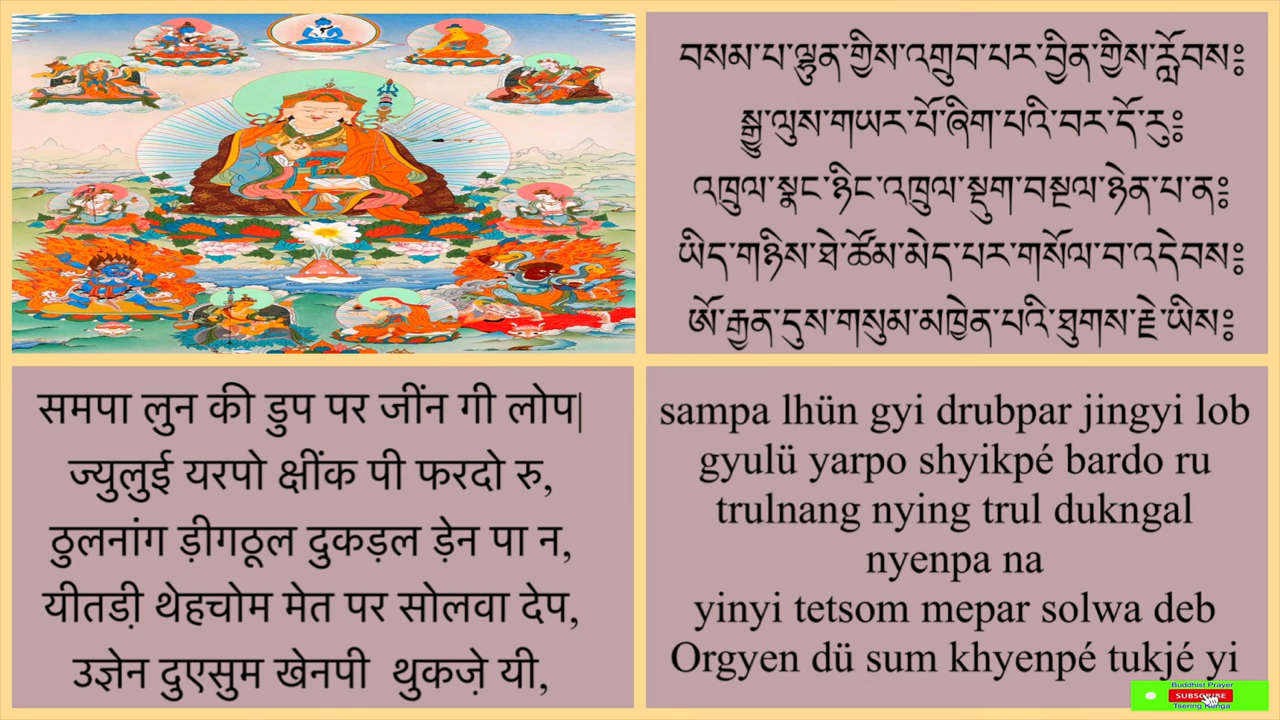 བསམ་པ་ལྷུན་གྱིས་འགྲུབ་པར་བྱིན་གྱིས་རློབས༔
སྒྱུ་ལུས་གཡར་པོ་ཞིག་པའི་བར་དོ་རུ༔
འཁྲུལ་སྣང་ཉིང་འཁྲུལ་སྡུག་བསྔལ་ཉེན་པ་ན༔
ཡིད་གཉིས་ཐེ་ཚོམ་མེད་པར་གསོལ་བ་འདེབས༔
ཨོ་རྒྱན་དུས་གསུམ་མཁྱེན་པའི་ཐུགས་རྗེ་ཡིས༔
समपा लुन की डुप पर जींन गी लोप|
ज्युलुई यरपो क्षींक पी फरदो रु,
ठुलनांग ड़ीगठूल दुकड़ल ड़ेन पा न,
यीतडी़ थेहचोम मेत पर सोलवा देप,
उज्ञेन दुएसुम खेनपी थुकजे यी,
sampa lhün gyi drubpar jingyi lob
gyulü yarpo shyikpé bardo ru
trulnang nying trul dukngal
nyenpa na
yinyi tetsom mepar solwa deb
Orgyen dü sum khyenpé tukjé yi
Buddhist Prayer
SUBSCRIBE
Tsering Kunga